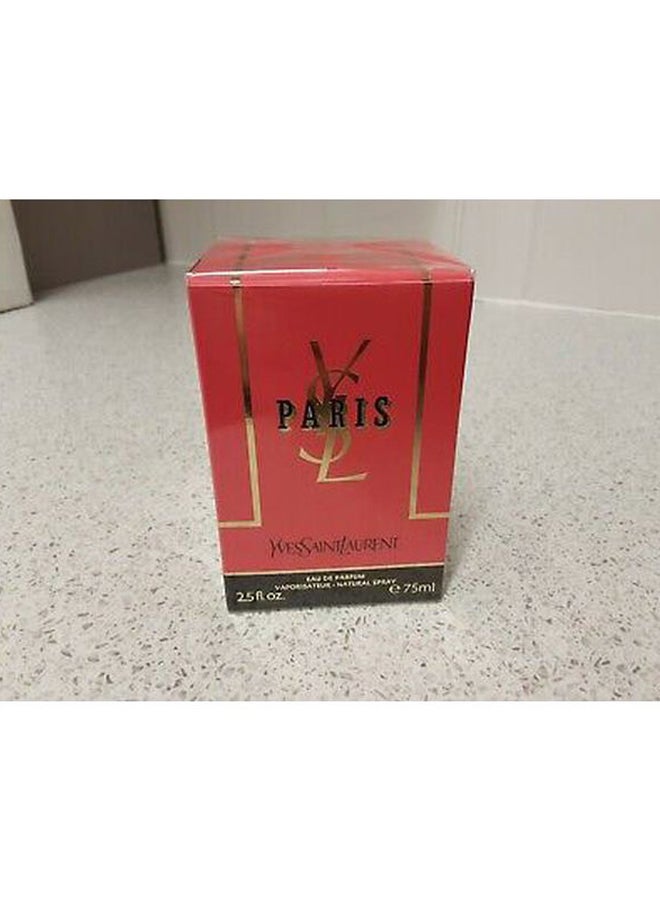 YSL
PARIS
YVESSAINTLAURENT
EAU DE PARFUM
VAPORISATEUR - NATURAL SPRAY
2.5 fl oz. ℮ 75ml